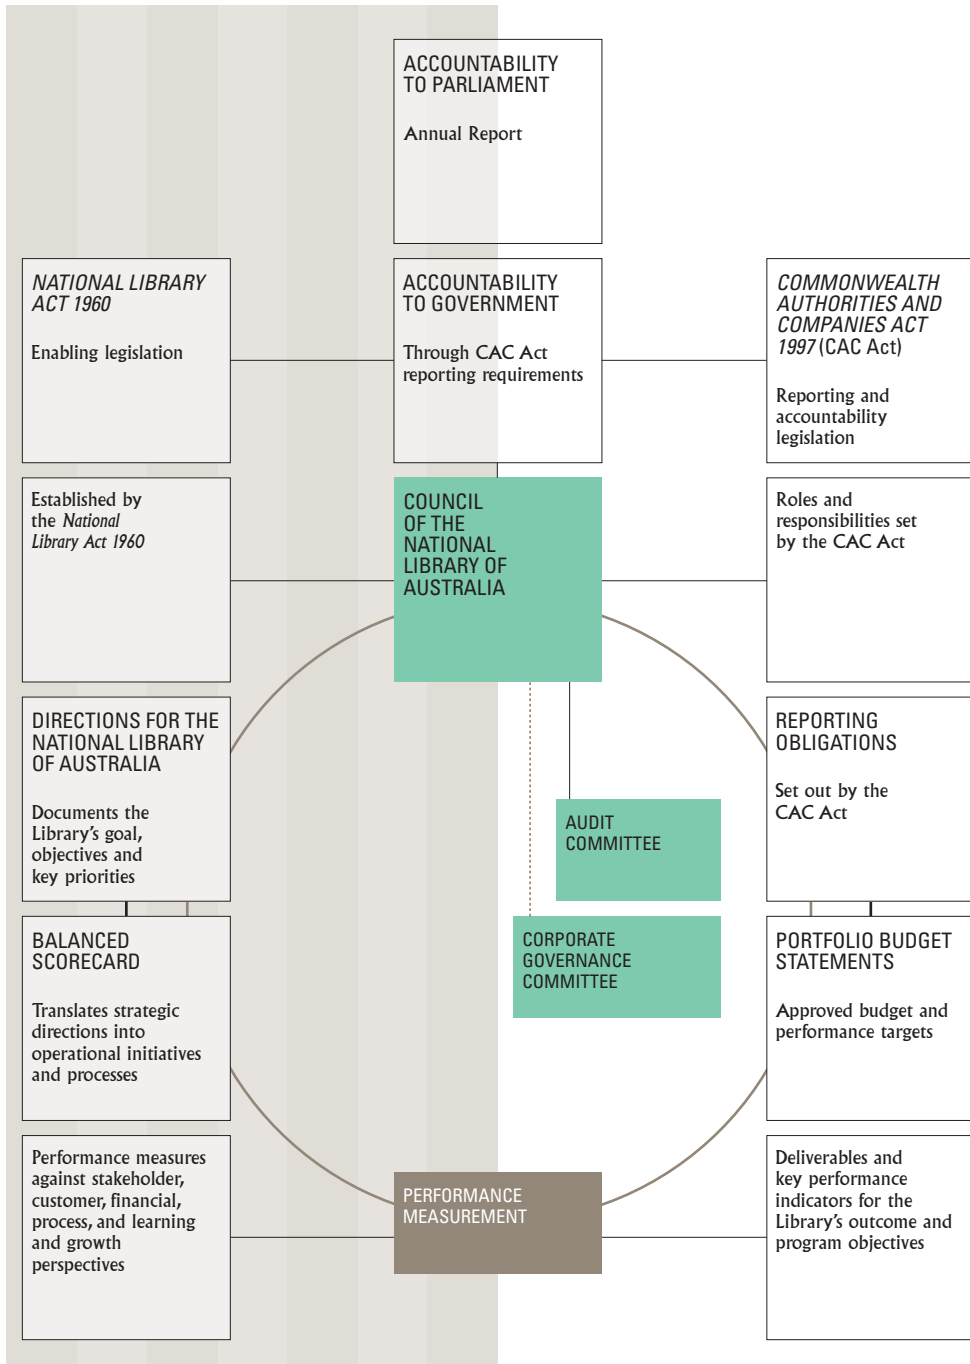 ACCOUNTABILITY
TO PARLIAMENT
Annual Report
NATIONAL LIBRARY
ACT 1960
Enabling legislation
ACCOUNTABILITY
TO GOVERNMENT
Through CAC Act
reporting requirements
COMMONWEALTH
AUTHORITIES AND
COMPANIES ACT
1997 (CAC Act)
Reporting and
accountability
legislation
Established by
the National
Library Act 1960
COUNCIL
OF THE
NATIONAL
LIBRARY OF
AUSTRALIA
Roles and
responsibilities set
by the CAC Act
DIRECTIONS FOR THE
NATIONAL LIBRARY
OF AUSTRALIA
Documents the
Library’s goal,
objectives and
key priorities
AUDIT
COMMITTEE
REPORTING
OBLIGATIONS
Set out by the
CAC Act
BALANCED
SCORECARD
Translates strategic
directions into
operational initiatives
and processes
CORPORATE
GOVERNANCE
COMMITTEE
PORTFOLIO BUDGET
STATEMENTS
Approved budget and
performance targets
Performance measures
against stakeholder,
customer, financial,
process, and learning
and growth
perspectives
PERFORMANCE
MEASUREMENT
Deliverables and
key performance
indicators for the
Library’s outcome and
program objectives